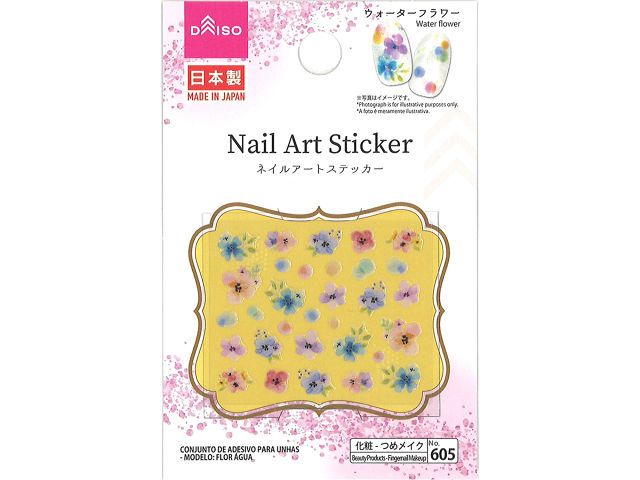 DAISO
日本製
MADE IN JAPAN
ウォーターフラワー
Water flower
※写真はイメージです。
*Photograph is for illustrative purposes only.
*A foto é meramente ilustrativa.
Nail Art Sticker
ネイルアートステッカー
CONJUNTO DE ADESIVO PARA UNHAS
- MODELO: FLOR ÁGUA
化粧 - つめメイク
Beauty Products - Fingernail Makeup
No.
605